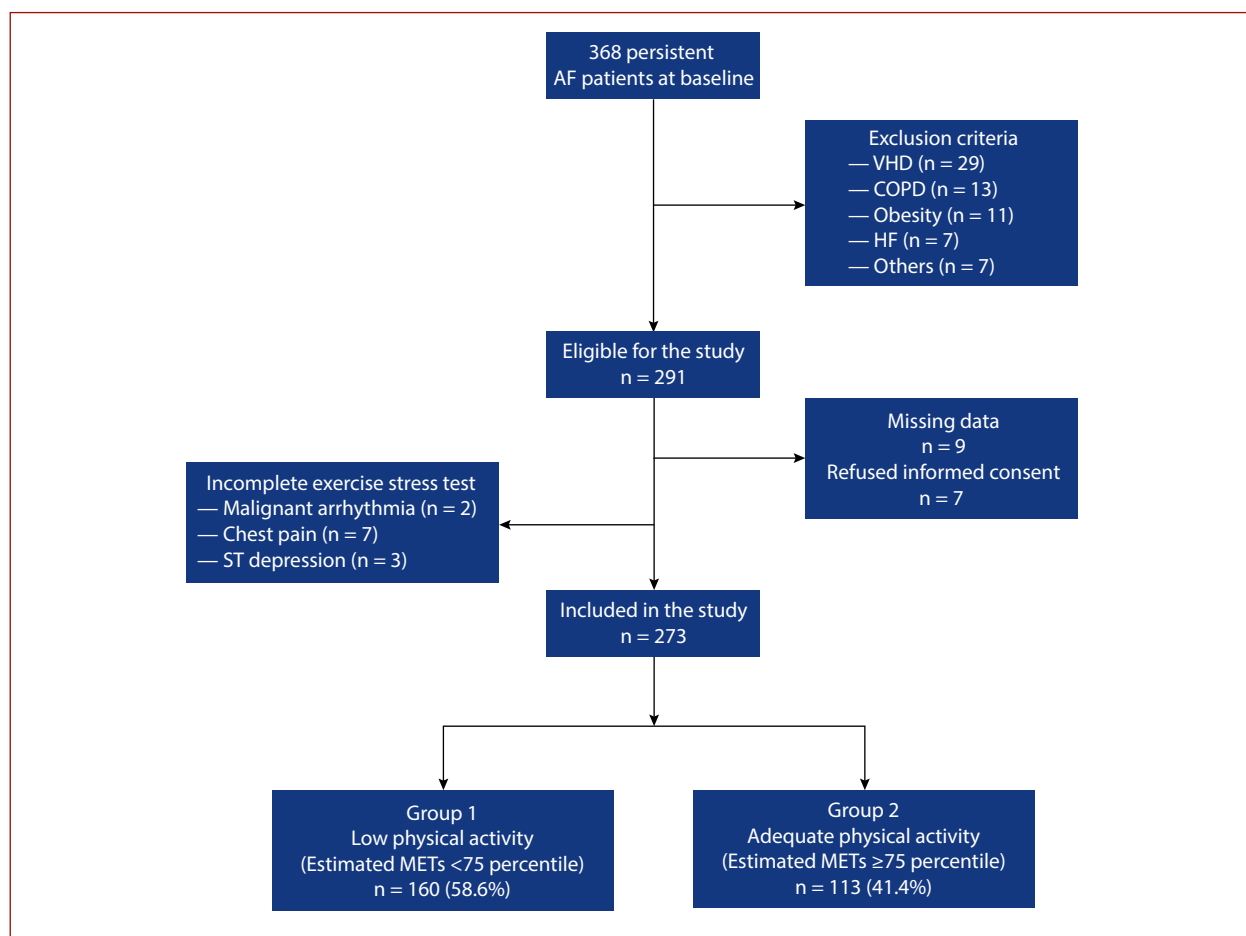 368 persistent
AF patients at baseline
Exclusion criteria
— VHD (n = 29)
— COPD (n = 13)
— Obesity (n = 11)
— HF (n = 7)
— Others (n = 7)
Eligible for the study
n = 291
Missing data
n = 9
Refused informed consent
n = 7
Incomplete exercise stress test
— Malignant arrhythmia (n = 2)
— Chest pain (n = 7)
— ST depression (n = 3)
Included in the study
n = 273
Group 1
Low physical activity
(Estimated METs <75 percentile)
n = 160 (58.6%)
Group 2
Adequate physical activity
(Estimated METs ≥75 percentile)
n = 113 (41.4%)